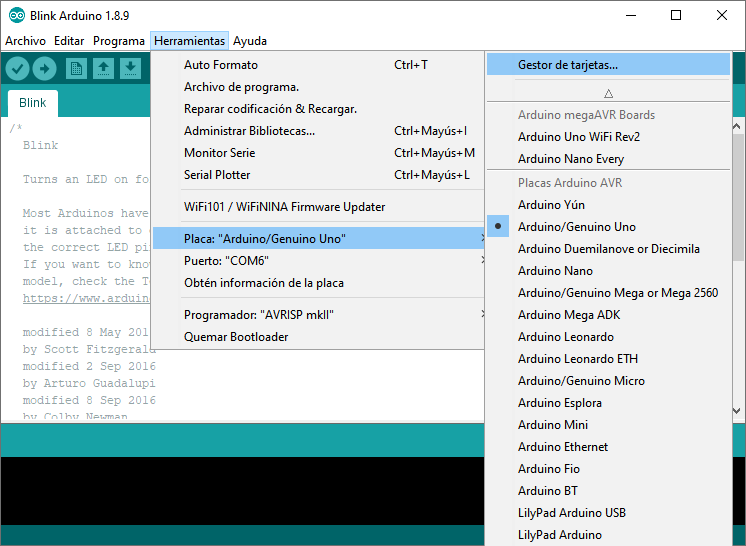 Blink Arduino 1.8.9
Archivo Editar Programa Herramientas Ayuda
Blink
/*
Blink
Turns an LED on fo
Most Arduinos have
it is attached to
the correct LED pi
If you want to know
model, check the T
https://www.arduin
modified 8 May 201
by Scott Fitzgerald
modified 2 Sep 2016
by Arturo Guadalupi
modified 8 Sep 2016
by Colby Newman
Auto Formato Ctrl+T
Archivo de programa.
Reparar codificación & Recargar.
Administrar Bibliotecas... Ctrl+Mayús+I
Monitor Serie Ctrl+Mayús+M
Serial Plotter Ctrl+Mayús+L
WiFi101 / WiFiNINA Firmware Updater
Placa: "Arduino/Genuino Uno"
Puerto: "COM6"
Obtén información de la placa
Programador: "AVRISP mkII"
Quemar Bootloader
Gestor de tarjetas...
Arduino megaAVR Boards
Arduino Uno WiFi Rev2
Arduino Nano Every
Placas Arduino AVR
Arduino Yún
Arduino/Genuino Uno
Arduino Duemilanove or Diecimila
Arduino Nano
Arduino/Genuino Mega or Mega 2560
Arduino Mega ADK
Arduino Leonardo
Arduino Leonardo ETH
Arduino/Genuino Micro
Arduino Esplora
Arduino Mini
Arduino Ethernet
Arduino Fio
Arduino BT
LilyPad Arduino USB
LilyPad Arduino